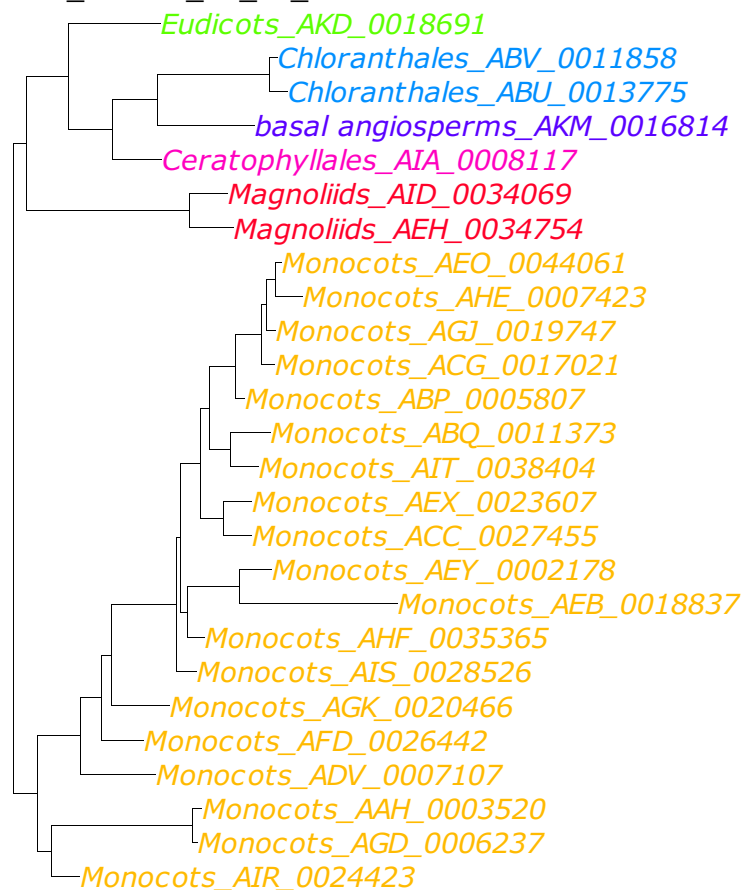 Eudicots_AKD_0018691
Chloranthales_ABV_0011858
Chloranthales_ABU_0013775
basal angiosperms_AKM_0016814
Ceratophyllales_AIA_0008117
Magnoliids_AID_0034069
Magnoliids_AEH_0034754
Monocots_AEO_0044061
Monocots_AHE_0007423
Monocots_AGJ_0019747
Monocots_ACG_0017021
Monocots_ABP_0005807
Monocots_ABQ_0011373
Monocots_AIT_0038404
Monocots_AEX_0023607
Monocots_ACC_0027455
Monocots_AEY_0002178
Monocots_AEB_0018837
Monocots_AHF_0035365
Monocots_AIS_0028526
Monocots_AGK_0020466
Monocots_AFD_0026442
Monocots_ADV_0007107
Monocots_AAH_0003520
Monocots_AGD_0006237
Monocots_AIR_0024423